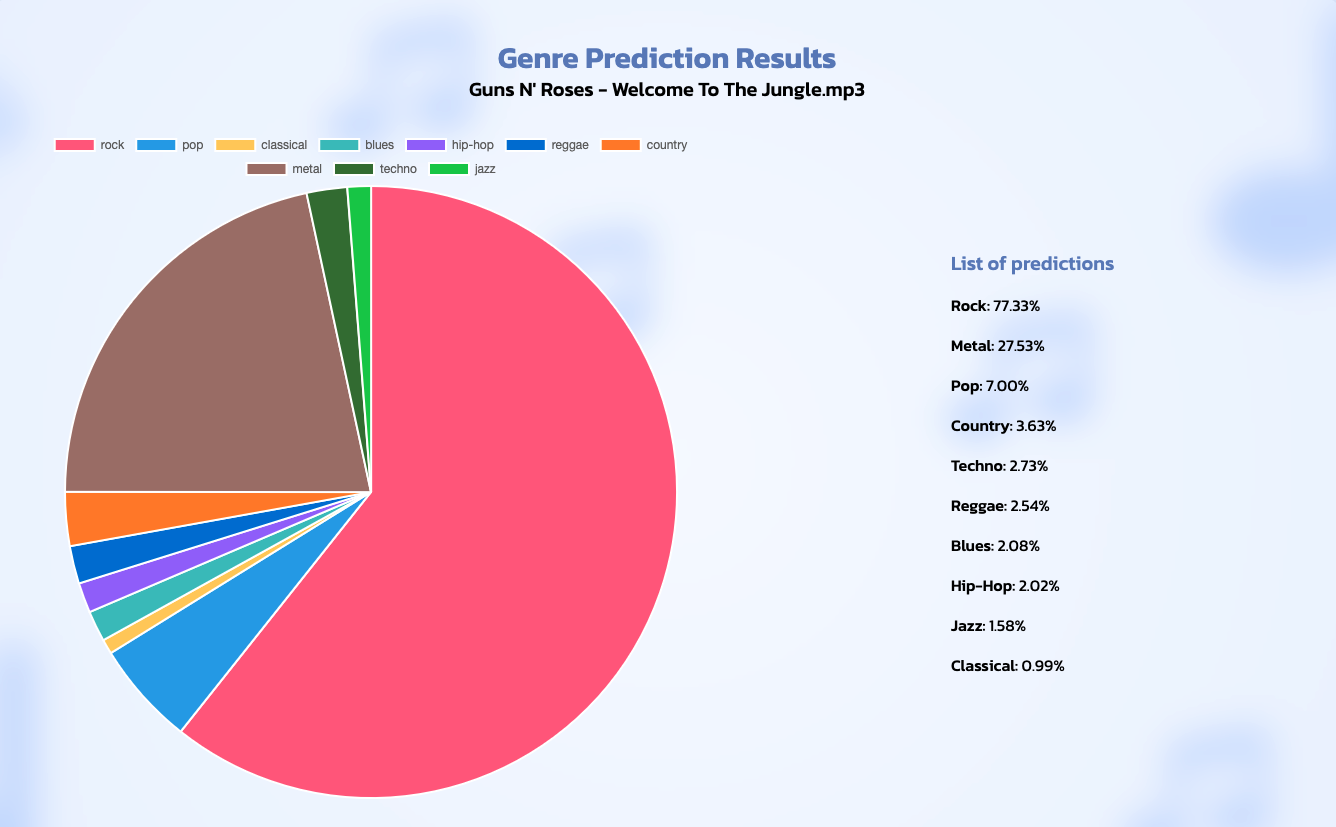 Genre Prediction Results
Guns N' Roses - Welcome To The Jungle.mp3
rock pop classical blues hip-hop reggae country
metal techno jazz
List of predictions
Rock: 77.33%
Metal: 27.53%
Pop: 7.00%
Country: 3.63%
Techno: 2.73%
Reggae: 2.54%
Blues: 2.08%
Hip-Hop: 2.02%
Jazz: 1.58%
Classical: 0.99%